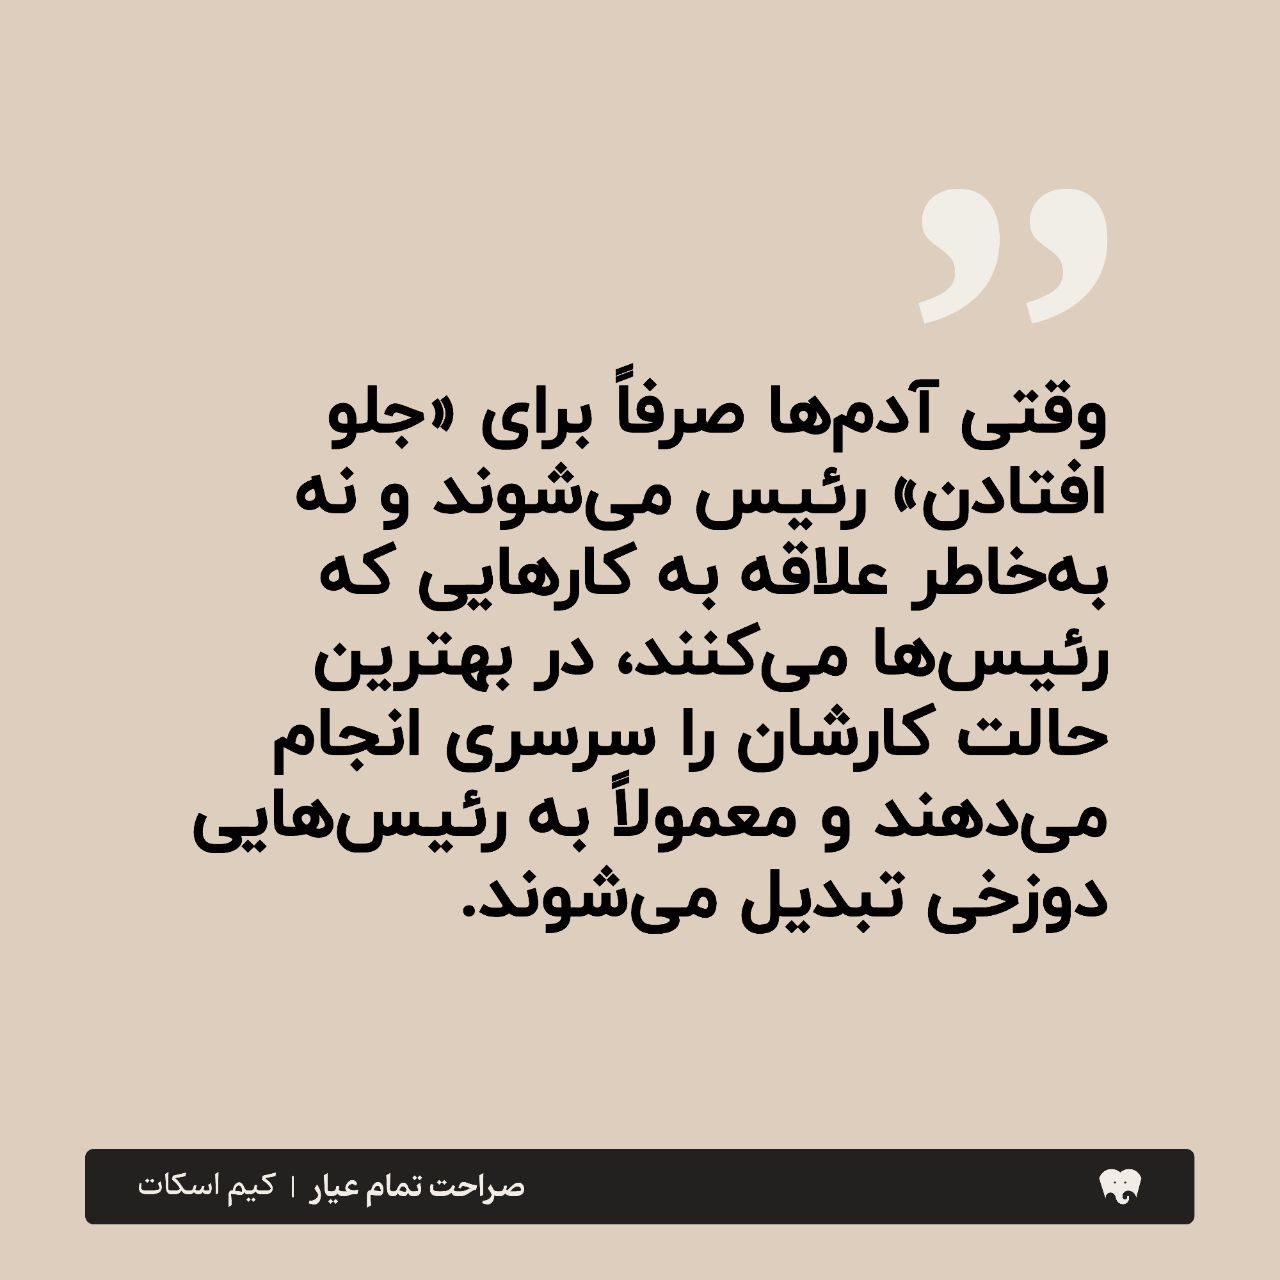 وقتی آدم‌ها صرفاً برای «جلو
افتادن» رئیس می‌شوند و نه
به‌خاطر علاقه به کارهایی که
رئیس‌ها می‌کنند، در بهترین
حالت کارشان را سرسری انجام
می‌دهند و معمولاً به رئیس‌هایی
دوزخی تبدیل می‌شوند.
صراحت تمام عیار | کیم اسکات